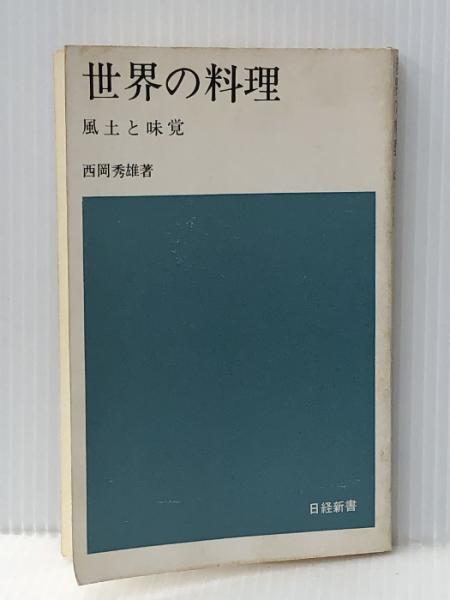 世界の料理
風土と味覚
西岡秀雄著
日経新書